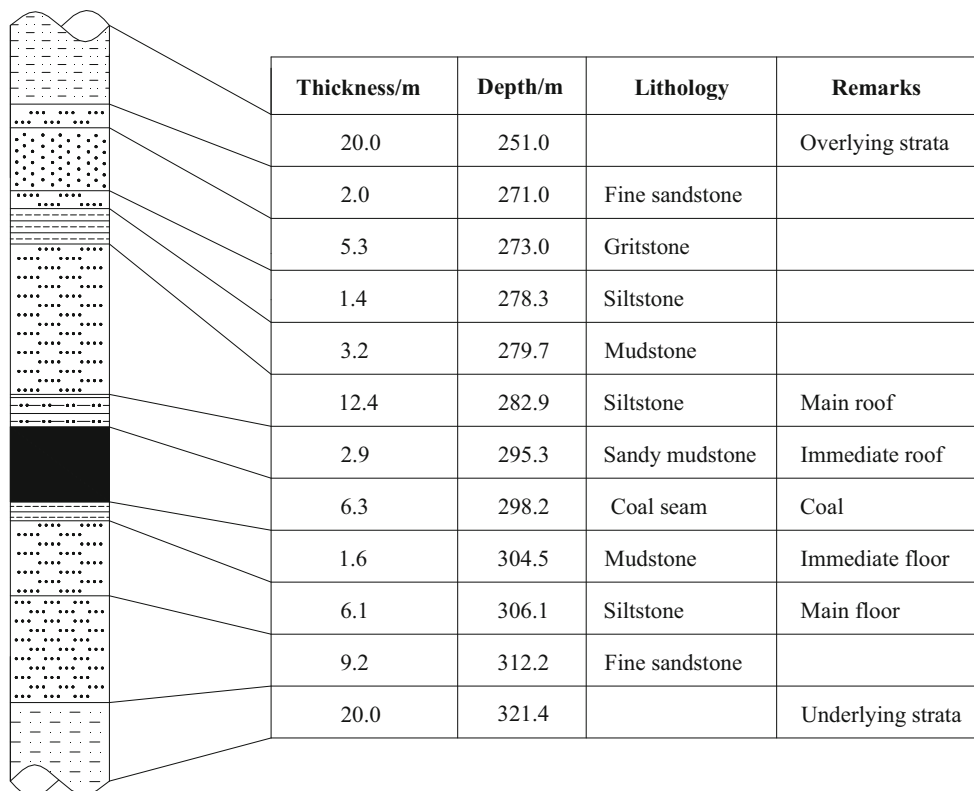 Thickness/m Depth/m Lithology Remarks
20.0 251.0 Overlying strata
2.0 271.0 Fine sandstone
5.3 273.0 Gritstone
1.4 278.3 Siltstone
3.2 279.7 Mudstone
12.4 282.9 Siltstone Main roof
2.9 295.3 Sandy mudstone Immediate roof
6.3 298.2 Coal seam Coal
1.6 304.5 Mudstone Immediate floor
6.1 306.1 Siltstone Main floor
9.2 312.2 Fine sandstone
20.0 321.4 Underlying strata